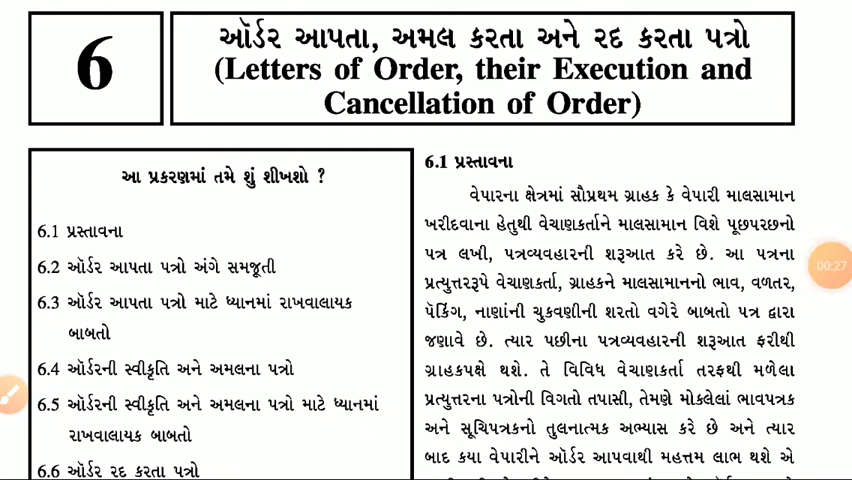 6
ઑર્ડર આપતા, અમલ કરતા અને રદ કરતા પત્રો
(Letters of Order, their Execution and
Cancellation of Order)
આ પ્રકરણમાં તમે શું શીખશો ?
6.1 પ્રસ્તાવના
6.2 ઑર્ડર આપતા પત્રો અંગે સમજૂતી
6.3 ઑર્ડર આપતા પત્રો માટે ધ્યાનમાં રાખવાલાયક
બાબતો
6.4 ઑર્ડરની સ્વીકૃતિ અને અમલના પત્રો
6.5 ઑર્ડરની સ્વીકૃતિ અને અમલના પત્રો માટે ધ્યાનમાં
રાખવાલાયક બાબતો
6.6 ઑર્ડર રદ કરતા પત્રો
6.1 પ્રસ્તાવના
વેપારના ક્ષેત્રમાં સૌપ્રથમ ગ્રાહક કે વેપારી માલસામાન
ખરીદવાના હેતુથી વેચાણકર્તાને માલસામાન વિશે પૂછપરછનો
પત્ર લખી, પત્રવ્યવહારની શરૂઆત કરે છે. આ પત્રના
પ્રત્યુત્તરરૂપે વેચાણકર્તા, ગ્રાહકને માલસામાનનો ભાવ, વળતર,
પૅકિંગ, નાણાંની ચુકવણીની શરતો વગેરે બાબતો પત્ર દ્વારા
જણાવે છે. ત્યાર પછીના પત્રવ્યવહારની શરૂઆત ફરીથી
ગ્રાહકપક્ષે થશે. તે વિવિધ વેચાણકર્તા તરફથી મળેલા
પ્રત્યુત્તરના પત્રોની વિગતો તપાસી, તેમણે મોકલેલાં ભાવપત્રક
અને સૂચિપત્રકનો તુલનાત્મક અભ્યાસ કરે છે અને ત્યાર
બાદ કયા વેપારીને ઑર્ડર આપવાથી મહત્તમ લાભ થશે એ
00:27